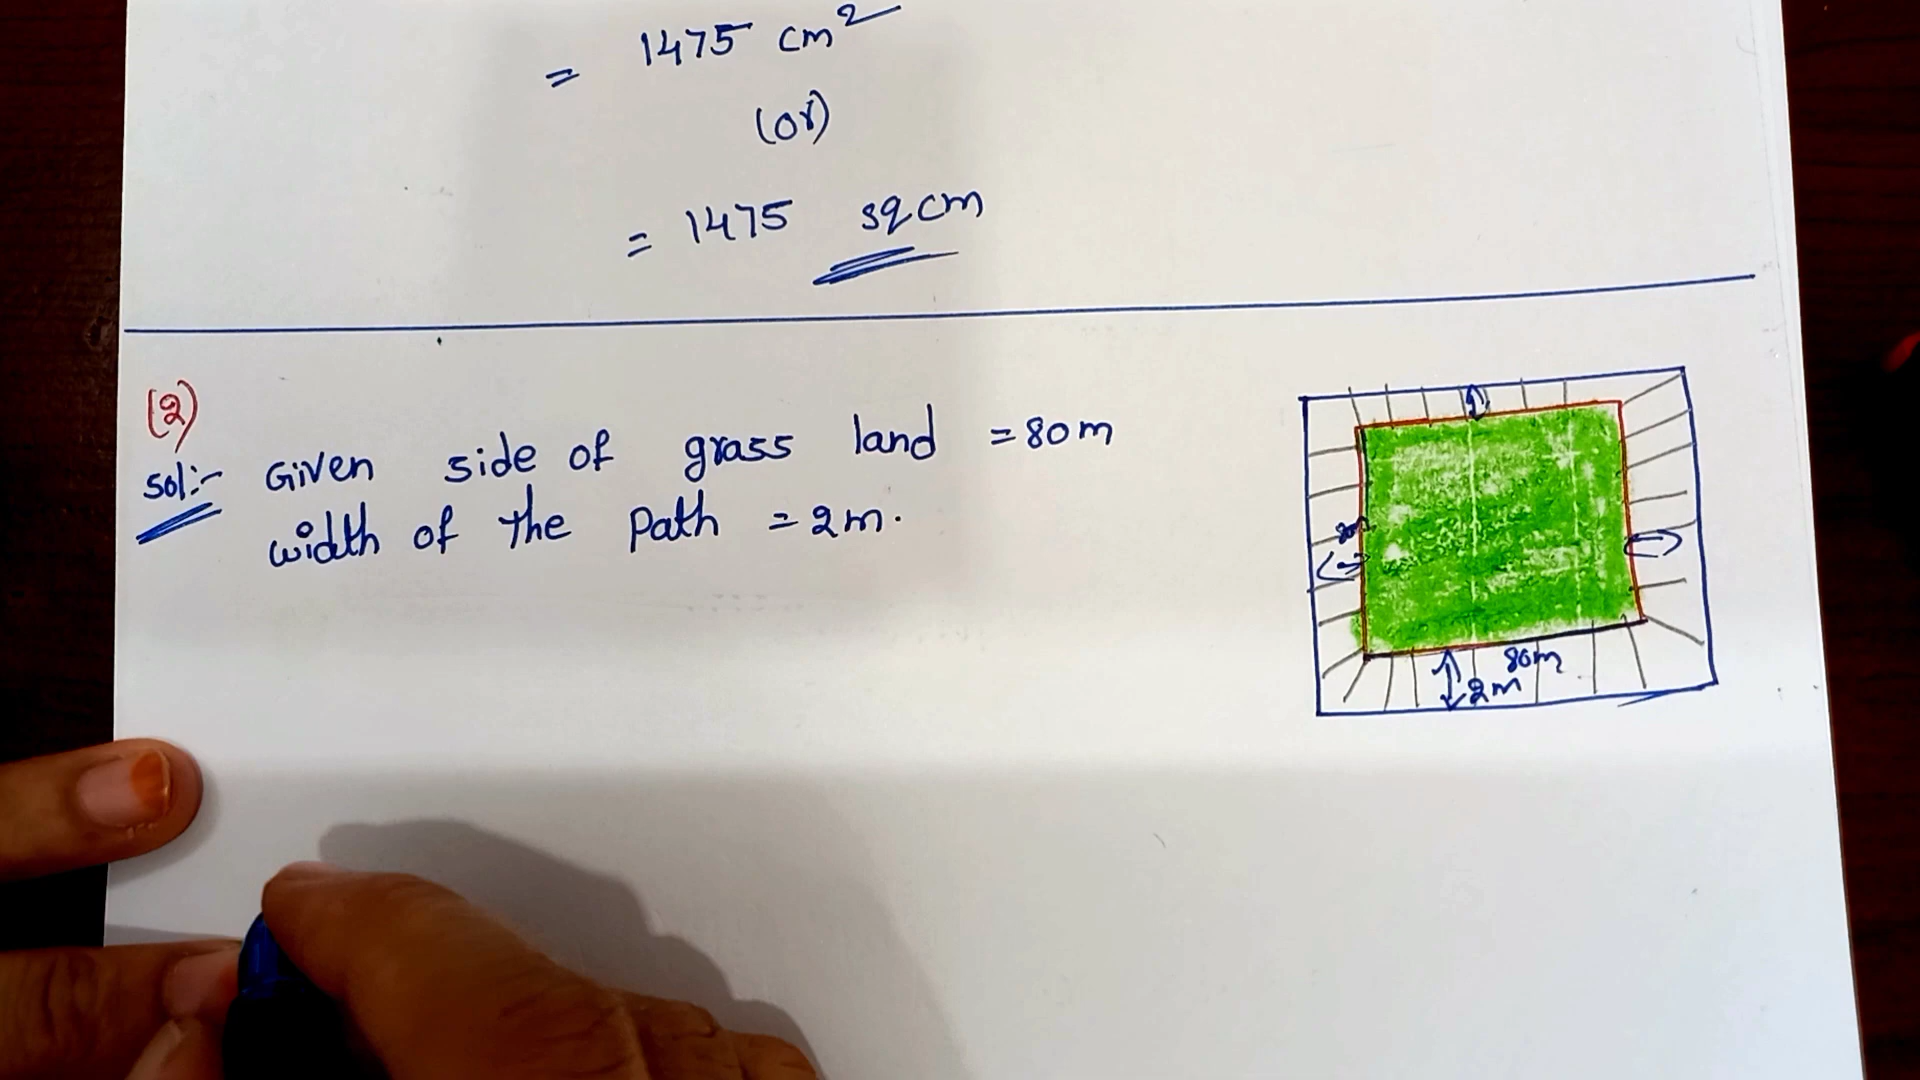 = 1475 cm²
(or)
= 1475 sq cm
(2)
Sol:- Given side of grass land = 80m
width of the Path = 2m.
80m
2m